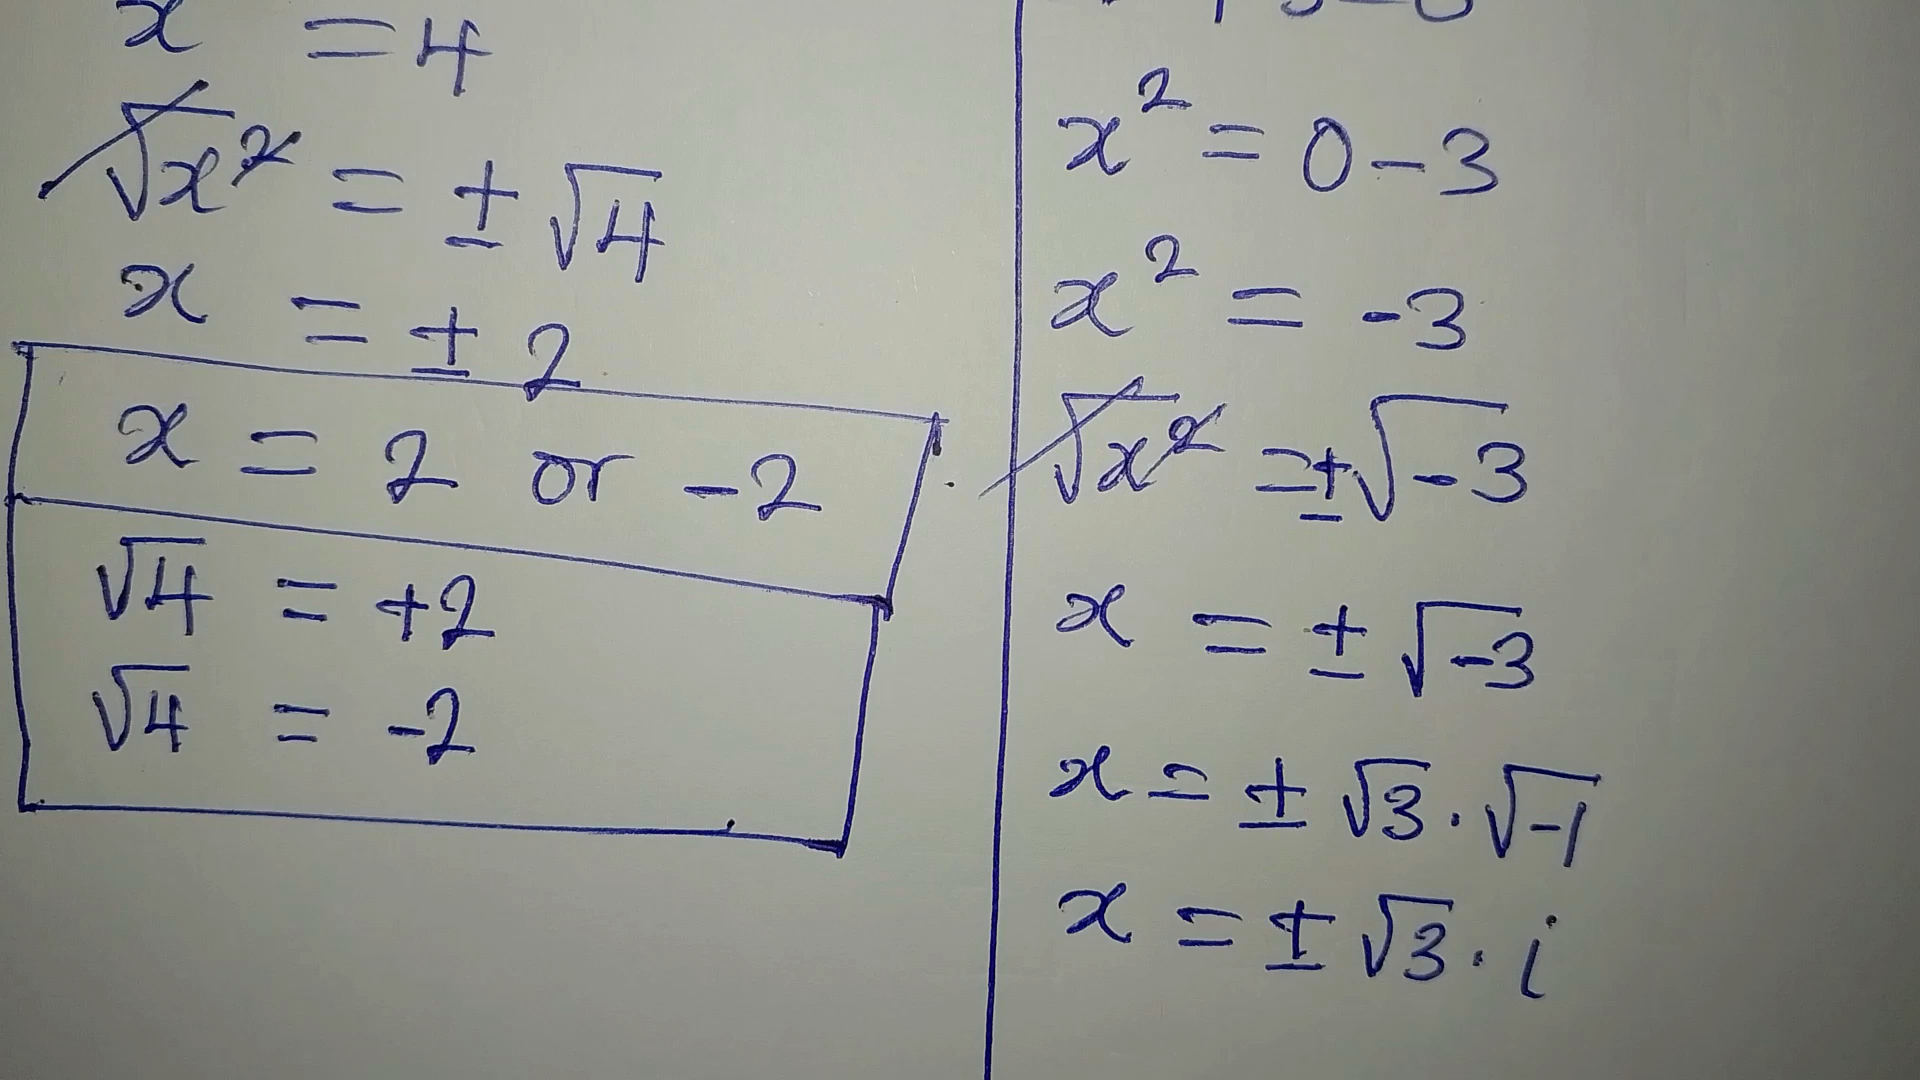 x = 4
√x² = ± √4
x = ± 2
x = 2 or -2
√4 = +2
√4 = -2
x² = 0 - 3
x² = -3
√x² = ±√-3
x = ± √-3
x = ± √3 . √-1
x = ± √3 . i